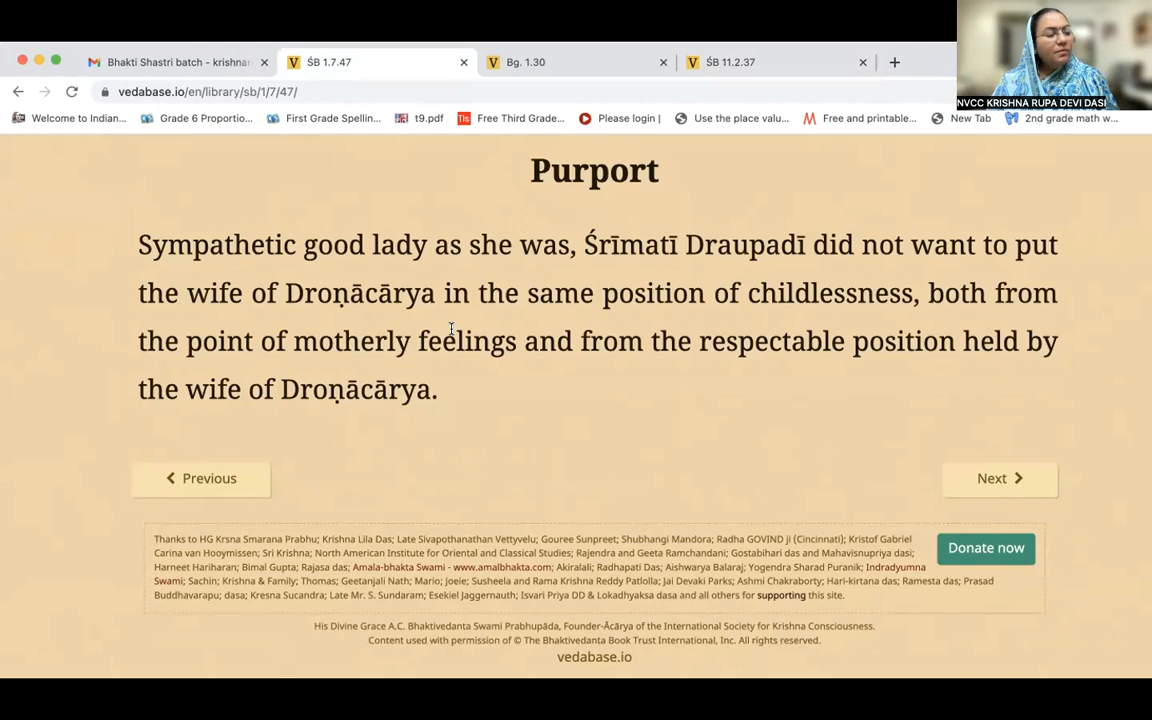 Bhakti Shastri batch - krishnar
ŚB 1.7.47
Bg. 1.30
ŚB 11.2.37
vedabase.io/en/library/sb/1/7/47/
NVCC KRISHNA RUPA DEVI DASI
Welcome to Indian...
Grade 6 Proportio...
First Grade Spellin...
t9.pdf
TIs
Free Third Grade...
Please login |
Use the place valu...
Free and printable...
New Tab
2nd grade math w...
Purport
Sympathetic good lady as she was, Śrīmatī Draupadī did not want to put
the wife of Droṇācārya in the same position of childlessness, both from
the point of motherly feelings and from the respectable position held by
the wife of Droṇācārya.
Previous
Next
Thanks to HG Krsna Smarana Prabhu; Krishna Lila Das; Late Sivapothanathan Vettyvelu; Gouree Sunpreet; Shubhangi Mandora; Radha GOVIND ji (Cincinnati); Kristof Gabriel
Carina van Hooymissen; Sri Krishna; North American Institute for Oriental and Classical Studies; Rajendra and Geeta Ramchandani; Gostabihari das and Mahavisnupriya dasi;
Harneet Hariharan; Bimal Gupta; Rajasa das; Amala-bhakta Swami - www.amalbhakta.com; Akiralali; Radhapati Das; Aishwarya Balaraj; Yogendra Sharad Puranik; Indradyumna
Swami; Sachin; Krishna & Family; Thomas; Geetanjali Nath; Mario; Joeie; Susheela and Rama Krishna Reddy Patlolla; Jai Devaki Parks; Ashmi Chakraborty; Hari-kirtana das; Ramesta das; Prasad
Buddhavarapu; dasa; Kresna Sucandra; Late Mr. S. Sundaram; Esekiel Jaggernauth; Isvari Priya DD & Lokadhyaksa dasa and all others for supporting this site.
Donate now
His Divine Grace A.C. Bhaktivedanta Swami Prabhupāda, Founder-Ācārya of the International Society for Krishna Consciousness.
Content used with permission of © The Bhaktivedanta Book Trust International, Inc. All rights reserved.
vedabase.io